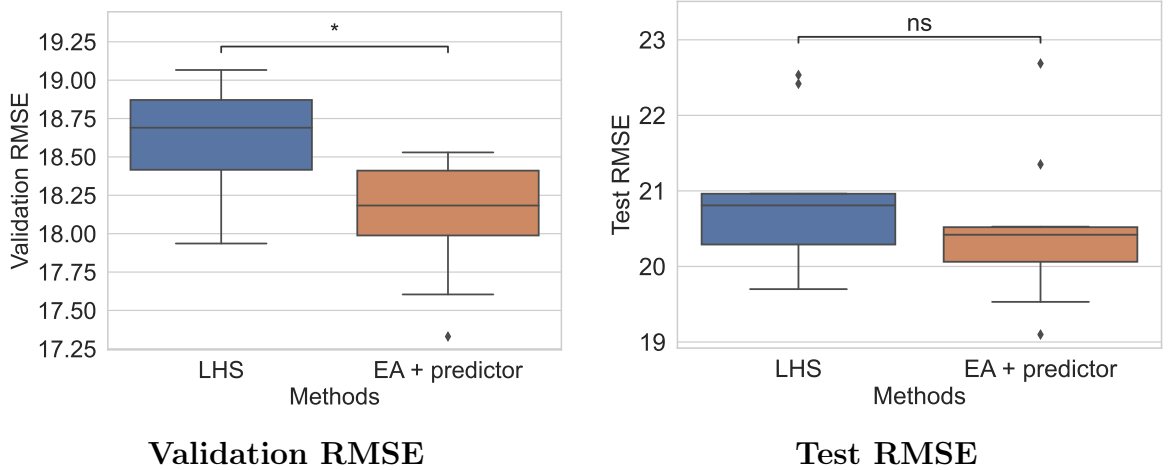 Validation RMSE
19.25
19.00
18.75
18.50
18.25
18.00
17.75
17.50
17.25
*
LHS
EA + predictor
Methods
Validation RMSE
Test RMSE
23
22
21
20
19
ns
LHS
EA + predictor
Methods
Test RMSE